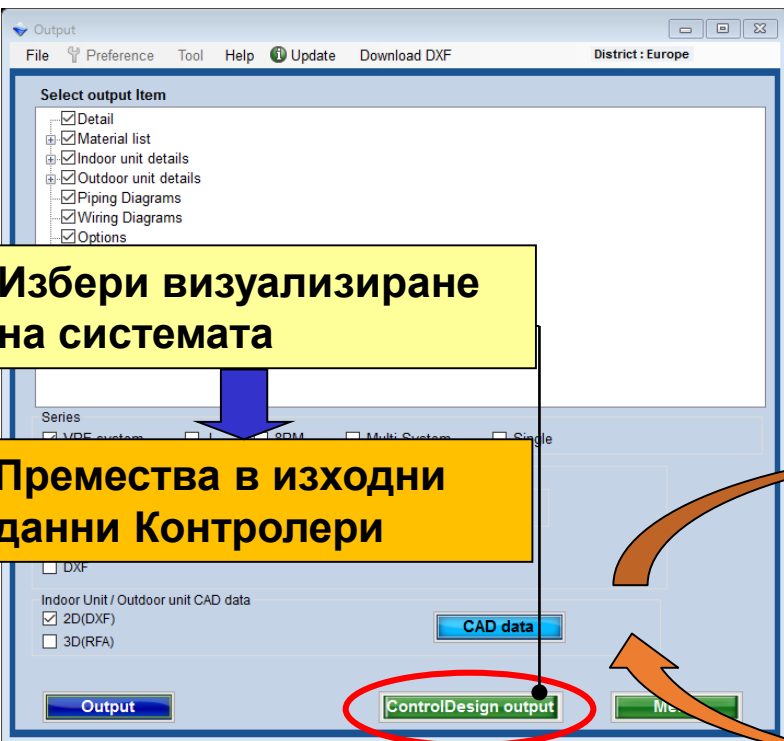 Output
File Preference Tool Help Update Download DXF District : Europe
Select output Item
Detail
Material list
Indoor unit details
Outdoor unit details
Piping Diagrams
Wiring Diagrams
Options
Избери визуализиране
на системата
Series
VRF system Multi System Single
Премества в изходни
данни Контролери
DXF
Indoor Unit / Outdoor unit CAD data
2D(DXF)
CAD data
3D(RFA)
Output ControlDesign output